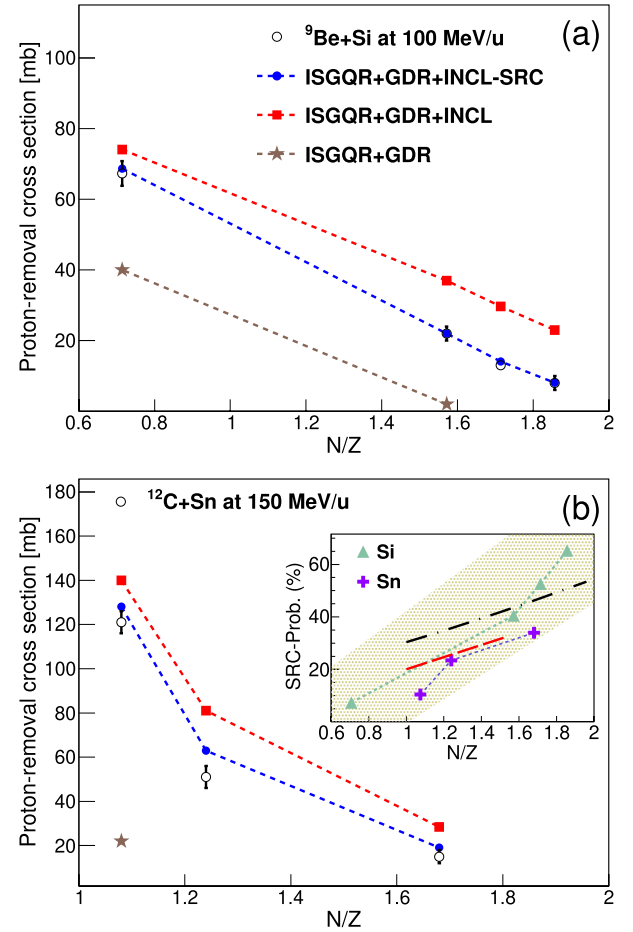 (a)
⁹Be+Si at 100 MeV/u
ISGQR+GDR+INCL-SRC
ISGQR+GDR+INCL
ISGQR+GDR
Proton-removal cross section [mb]
100
80
60
40
20
0
0.6 0.8 1 1.2 1.4 1.6 1.8 2
N/Z
(b)
¹²C+Sn at 150 MeV/u
Proton-removal cross section [mb]
180
160
140
120
100
80
60
40
20
1 1.2 1.4 1.6 1.8 2
N/Z
Si
Sn
SRC-Prob. (%)
60
40
20
0.6 0.8 1 1.2 1.4 1.6 1.8 2
N/Z